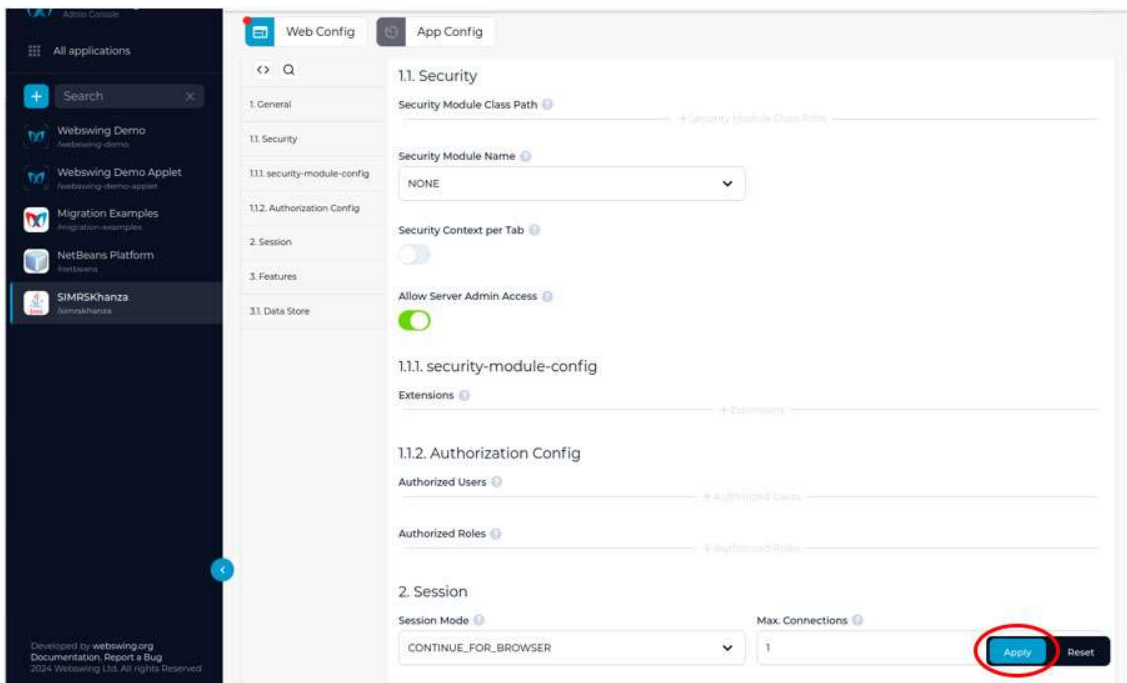 Admin Console
All applications
Search
Webswing Demo
/webswing-demo
Webswing Demo Applet
/webswing-demo-applet
Migration Examples
/migration-examples
NetBeans Platform
/netbeans
SIMRSKhanza
/simrskhanza
Developed by webswing.org
Documentation, Report a Bug
2024 Webswing Ltd. All rights Reserved
Web Config
App Config
1. General
1.1. Security
1.1.1. security-module-config
1.1.2. Authorization Config
2. Session
3. Features
3.1. Data Store
1.1. Security
Security Module Class Path
+ Security Module Class Path
Security Module Name
NONE
Security Context per Tab
Allow Server Admin Access
1.1.1. security-module-config
Extensions
+ Extensions
1.1.2. Authorization Config
Authorized Users
+ Authorized Users
Authorized Roles
+ Authorized Roles
2. Session
Session Mode
Max. Connections
CONTINUE_FOR_BROWSER
1
Apply
Reset